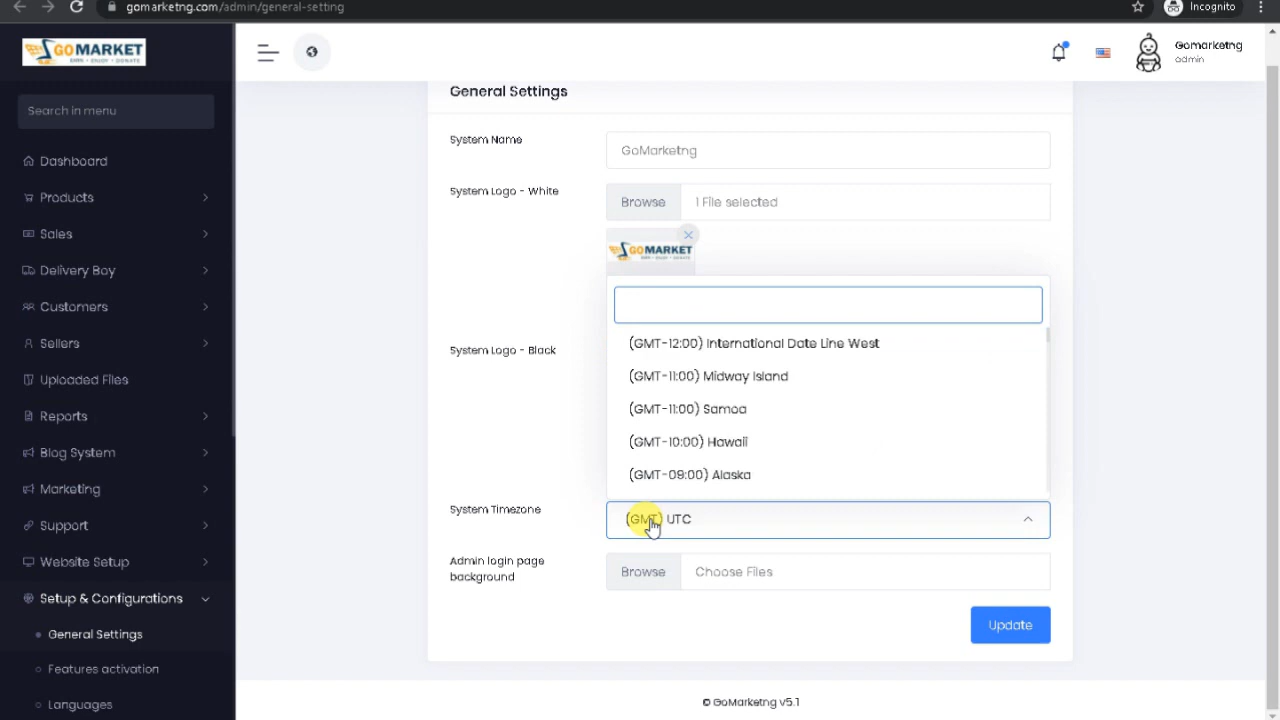 gomarketng.com/admin/general-setting
Incognito
GOMARKET
EARN - ENJOY - DONATE
Gomarketng
admin
Search in menu
Dashboard
Products
Sales
Delivery Boy
Customers
Sellers
Uploaded Files
Reports
Blog System
Marketing
Support
Website Setup
Setup & Configurations
General Settings
Features activation
Languages
General Settings
System Name
GoMarketng
System Logo - White
Browse
1 File selected
GOMARKET
System Logo - Black
(GMT-12:00) International Date Line West
(GMT-11:00) Midway Island
(GMT-11:00) Samoa
(GMT-10:00) Hawaii
(GMT-09:00) Alaska
System Timezone
(GMT) UTC
Admin login page
background
Browse
Choose Files
Update
© GoMarketng v5.1